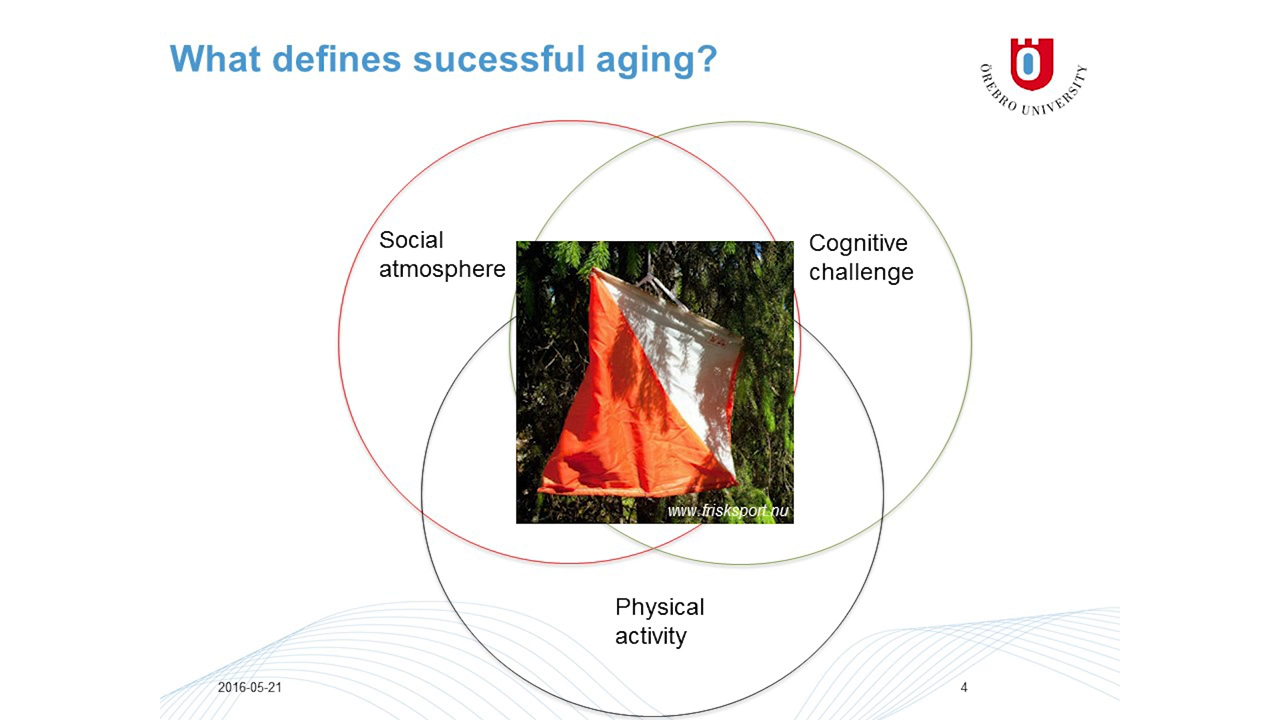 What defines sucessful aging?
Ö
ÖREBRO UNIVERSITY
Social
atmosphere
Cognitive
challenge
www.frisksport.nu
Physical
activity
2016-05-21
4